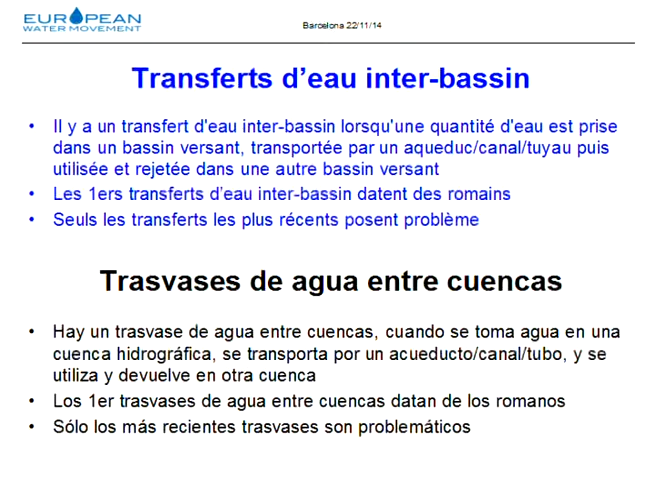 EUROPEAN
WATER MOVEMENT
Barcelona 22/11/14
Transferts d’eau inter-bassin
• Il y a un transfert d'eau inter-bassin lorsqu'une quantité d'eau est prise
dans un bassin versant, transportée par un aqueduc/canal/tuyau puis
utilisée et rejetée dans une autre bassin versant
• Les 1ers transferts d’eau inter-bassin datent des romains
• Seuls les transferts les plus récents posent problème
Trasvases de agua entre cuencas
• Hay un trasvase de agua entre cuencas, cuando se toma agua en una
cuenca hidrográfica, se transporta por un acueducto/canal/tubo, y se
utiliza y devuelve en otra cuenca
• Los 1er trasvases de agua entre cuencas datan de los romanos
• Sólo los más recientes trasvases son problemáticos